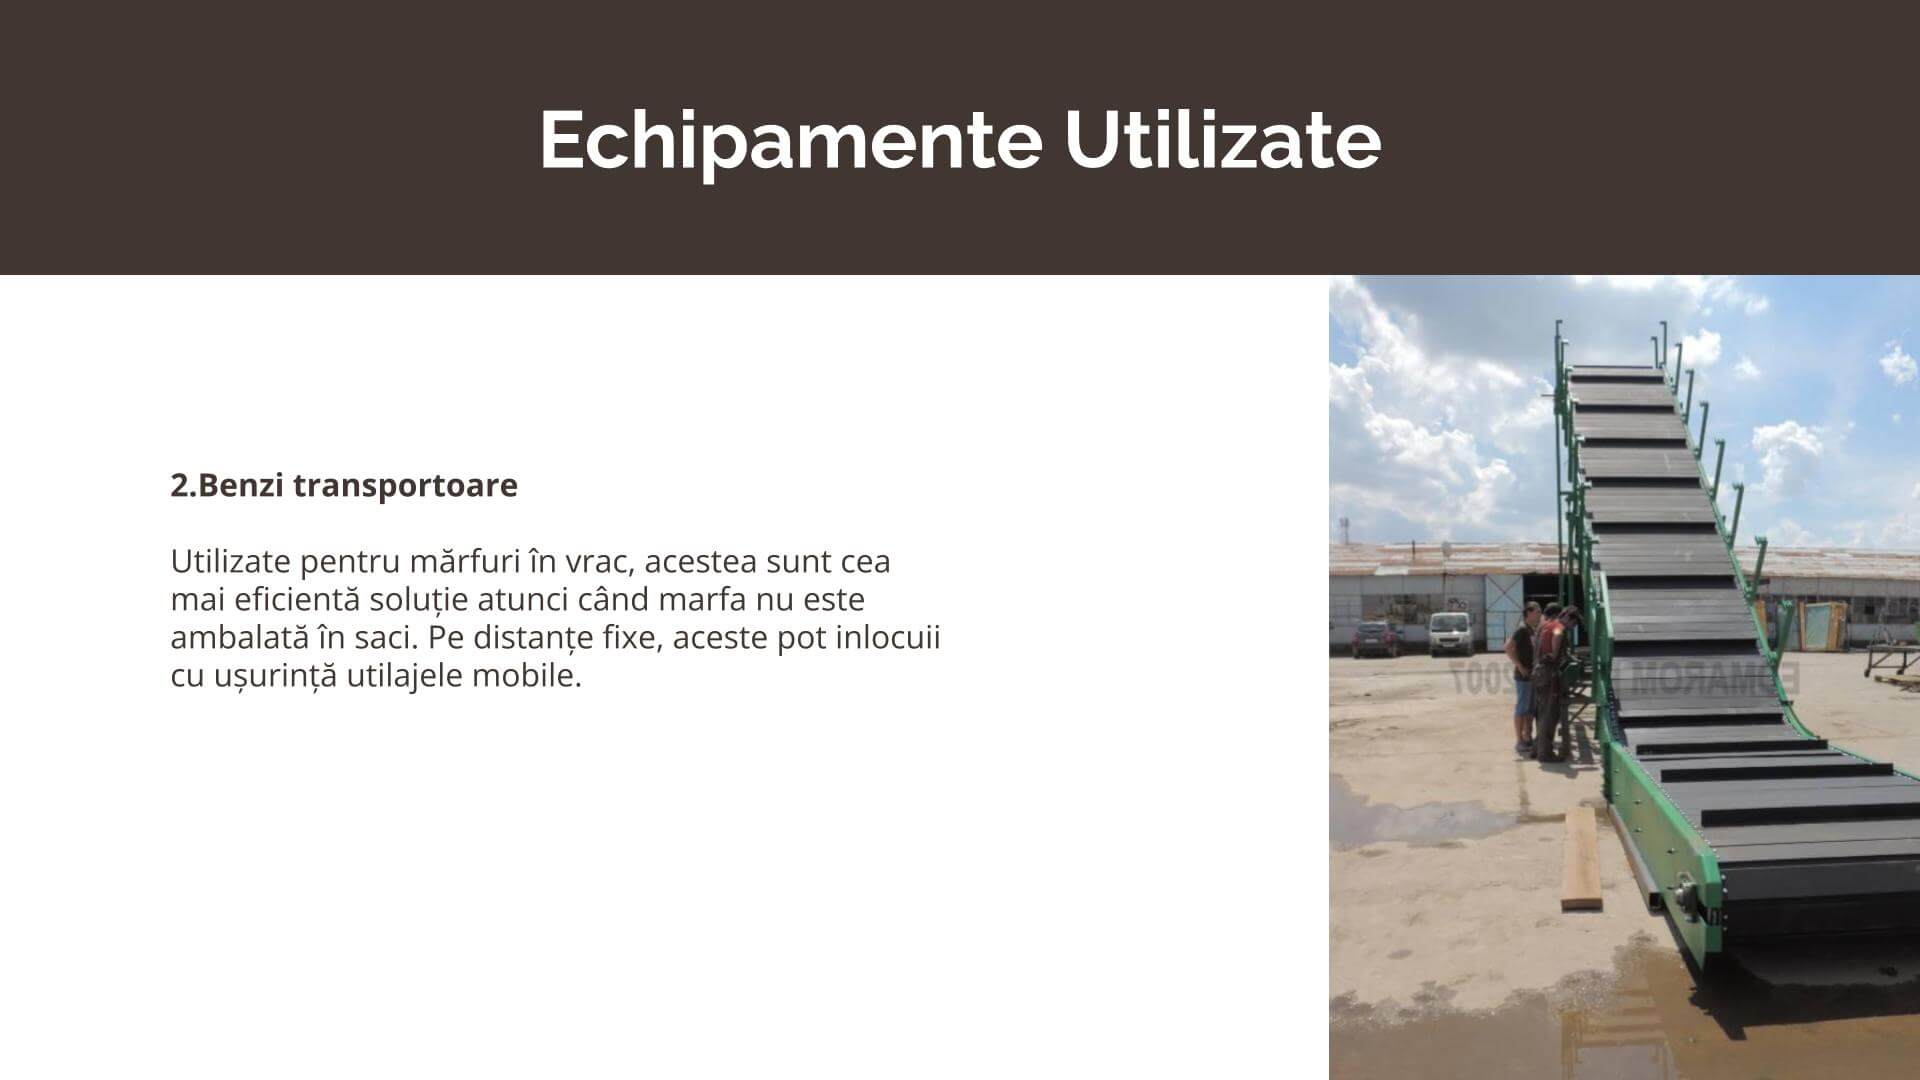 Echipamente Utilizate
2.Benzi transportoare
Utilizate pentru mărfuri în vrac, acestea sunt cea
mai eficientă soluție atunci când marfa nu este
ambalată în saci. Pe distanțe fixe, aceste pot inlocuii
cu ușurință utilajele mobile.